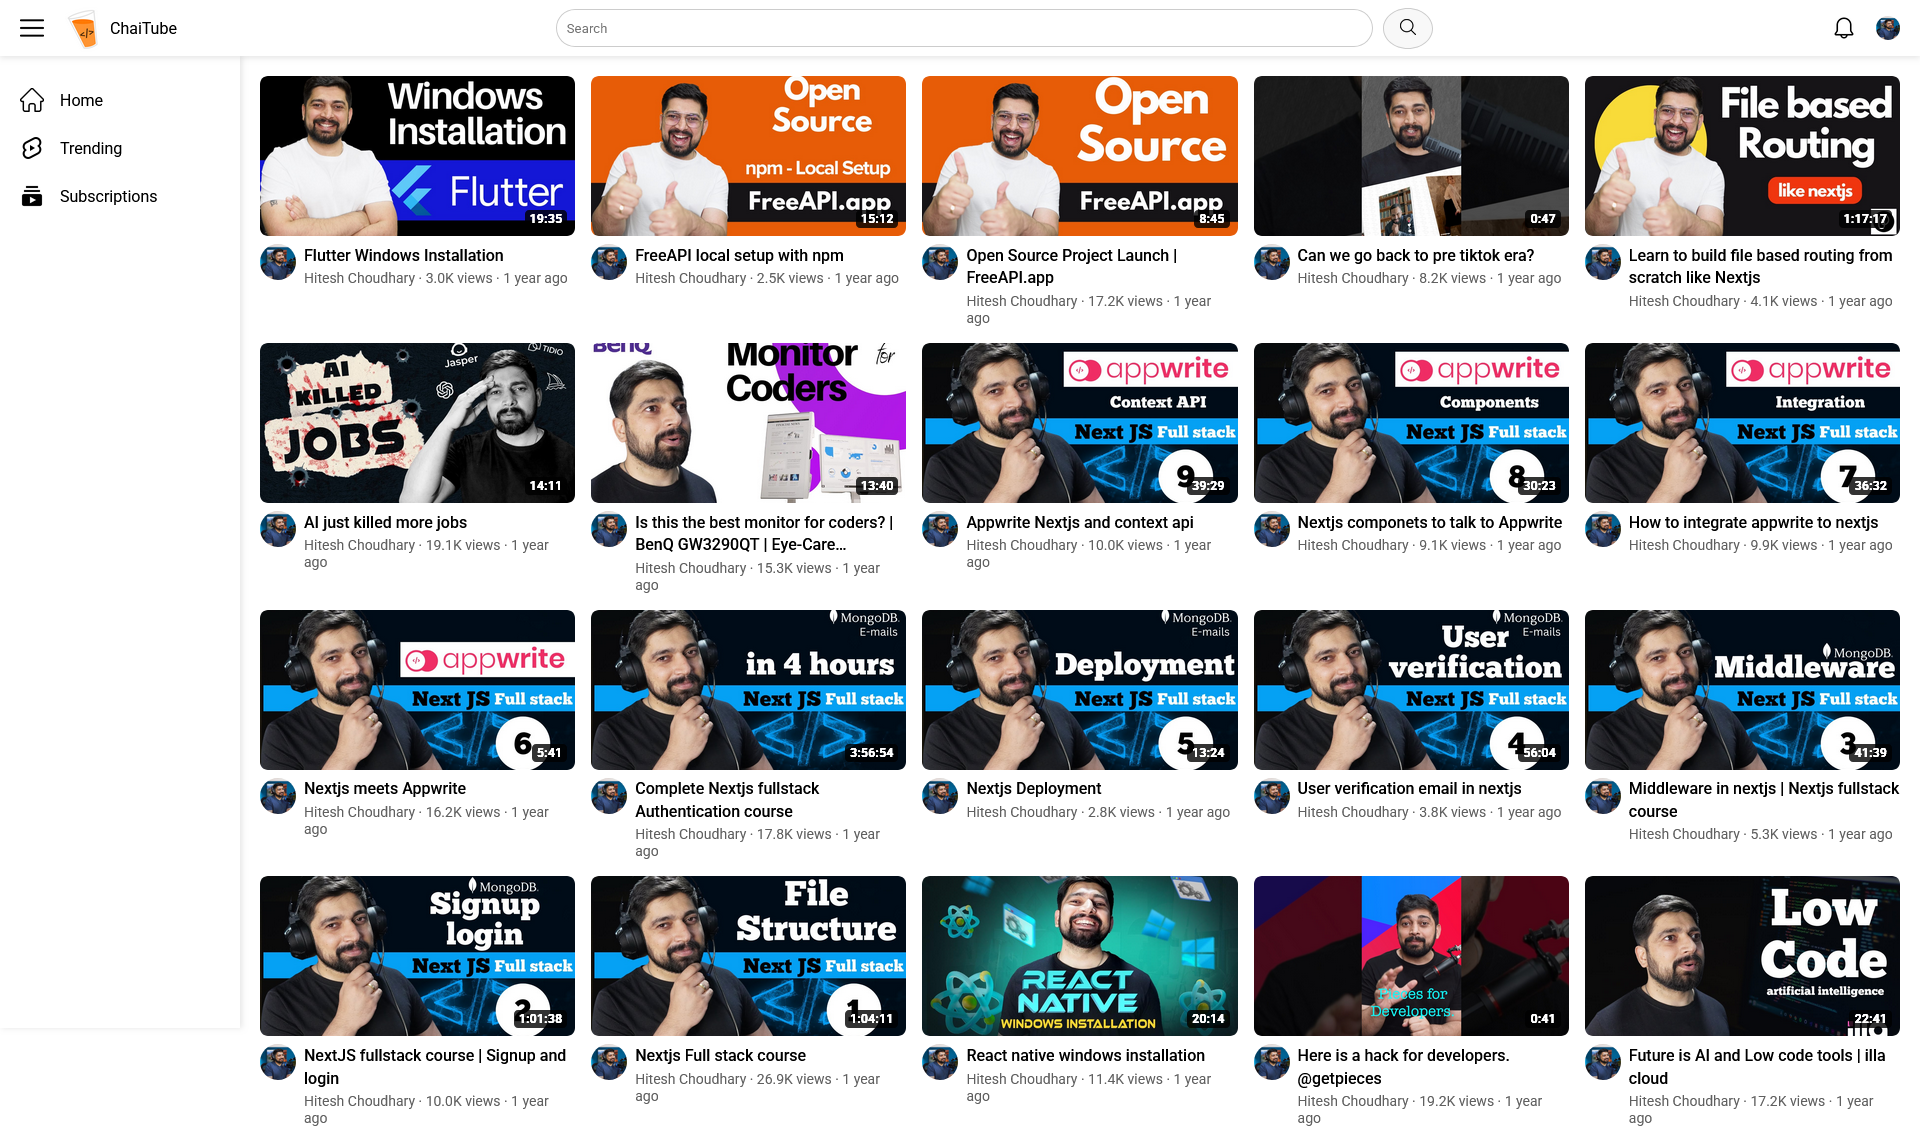 ChaiTube
Search
Home
Trending
Subscriptions
Windows
Installation
Flutter
19:35
Flutter Windows Installation
Hitesh Choudhary · 3.0K views · 1 year ago
Open
Source
npm - Local Setup
FreeAPI.app
15:12
FreeAPI local setup with npm
Hitesh Choudhary · 2.5K views · 1 year ago
Open
Source
FreeAPI.app
8:45
Open Source Project Launch |
FreeAPI.app
Hitesh Choudhary · 17.2K views · 1 year
ago
0:47
Can we go back to pre tiktok era?
Hitesh Choudhary · 8.2K views · 1 year ago
File based
Routing
like nextjs
1:17:17
Learn to build file based routing from
scratch like Nextjs
Hitesh Choudhary · 4.1K views · 1 year ago
AI
KILLED
JOBS
Jasper
TIDIO
14:11
AI just killed more jobs
Hitesh Choudhary · 19.1K views · 1 year
ago
BenQ
Monitor for
Coders
13:40
Is this the best monitor for coders? |
BenQ GW3290QT | Eye-Care...
Hitesh Choudhary · 15.3K views · 1 year
ago
appwrite
Context API
Next JS Full stack
9
39:29
Appwrite Nextjs and context api
Hitesh Choudhary · 10.0K views · 1 year
ago
appwrite
Components
Next JS Full stack
8
30:23
Nextjs componets to talk to Appwrite
Hitesh Choudhary · 9.1K views · 1 year ago
appwrite
Integration
Next JS Full stack
7
36:32
How to integrate appwrite to nextjs
Hitesh Choudhary · 9.9K views · 1 year ago
appwrite
Next JS Full stack
6
5:41
Nextjs meets Appwrite
Hitesh Choudhary · 16.2K views · 1 year
ago
MongoDB.
E-mails
in 4 hours
Next JS Full stack
3:56:54
Complete Nextjs fullstack
Authentication course
Hitesh Choudhary · 17.8K views · 1 year
ago
MongoDB.
E-mails
Deployment
Next JS Full stack
5
13:24
Nextjs Deployment
Hitesh Choudhary · 2.8K views · 1 year ago
MongoDB.
User E-mails
verification
Next JS Full stack
4
56:04
User verification email in nextjs
Hitesh Choudhary · 3.8K views · 1 year ago
MongoDB.
Middleware
Next JS Full stack
3
41:39
Middleware in nextjs | Nextjs fullstack
course
Hitesh Choudhary · 5.3K views · 1 year ago
MongoDB.
Signup
login
Next JS Full stack
2
1:01:38
NextJS fullstack course | Signup and
login
Hitesh Choudhary · 10.0K views · 1 year
ago
File
Structure
Next JS Full stack
1
1:04:11
Nextjs Full stack course
Hitesh Choudhary · 26.9K views · 1 year
ago
REACT
NATIVE
WINDOWS INSTALLATION
20:14
React native windows installation
Hitesh Choudhary · 11.4K views · 1 year
ago
Pieces for
Developers
0:41
Here is a hack for developers.
@getpieces
Hitesh Choudhary · 19.2K views · 1 year
ago
Low
Code
artificial intelligence
22:41
Future is AI and Low code tools | illa
cloud
Hitesh Choudhary · 17.2K views · 1 year
ago